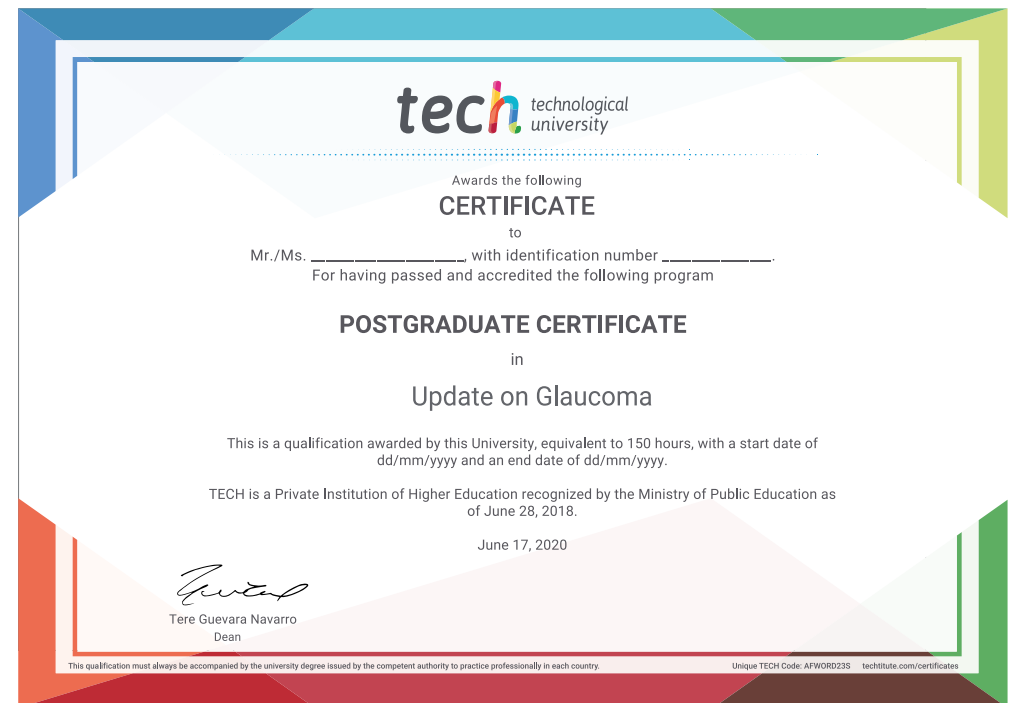 tech technological
university
Awards the following
CERTIFICATE
to
Mr./Ms. ____________________, with identification number ______________.
For having passed and accredited the following program
POSTGRADUATE CERTIFICATE
in
Update on Glaucoma
This is a qualification awarded by this University, equivalent to 150 hours, with a start date of
dd/mm/yyyy and an end date of dd/mm/yyyy.
TECH is a Private Institution of Higher Education recognized by the Ministry of Public Education as
of June 28, 2018.
June 17, 2020
Tere Guevara Navarro
Dean
This qualification must always be accompanied by the university degree issued by the competent authority to practice professionally in each country.
Unique TECH Code: AFWORD23S techtitute.com/certificates